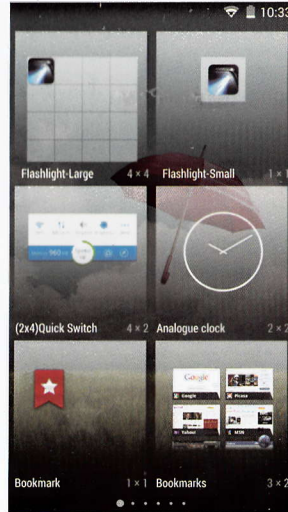 10:33
Flashlight-Large 4×4
Flashlight-Small 1×1
(2x4)Quick Switch 4×2
Analogue clock 2×2
Google
Google
Picasa
Yahoo!
MSN
Bookmark 1×1
Bookmarks 3×2